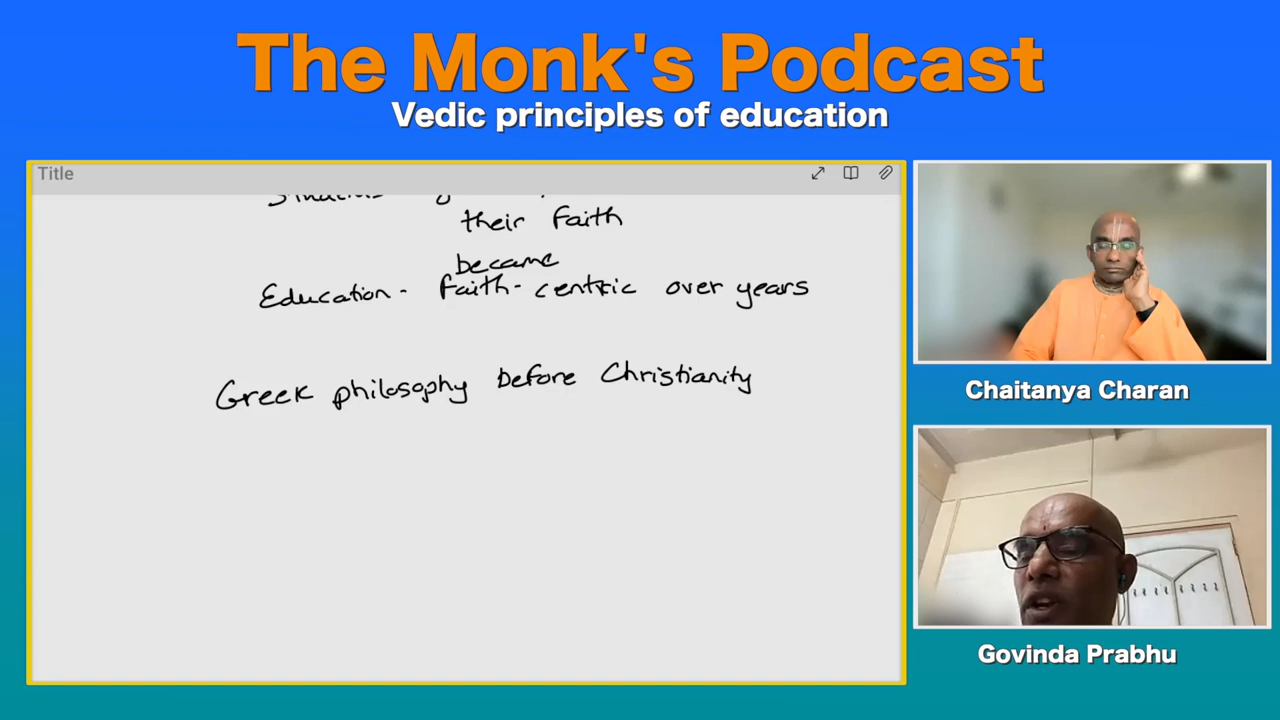 The Monk's Podcast
Vedic principles of education
Title
their faith
became
Education - faith-centric over years
Greek philosophy before Christianity
Chaitanya Charan
Govinda Prabhu